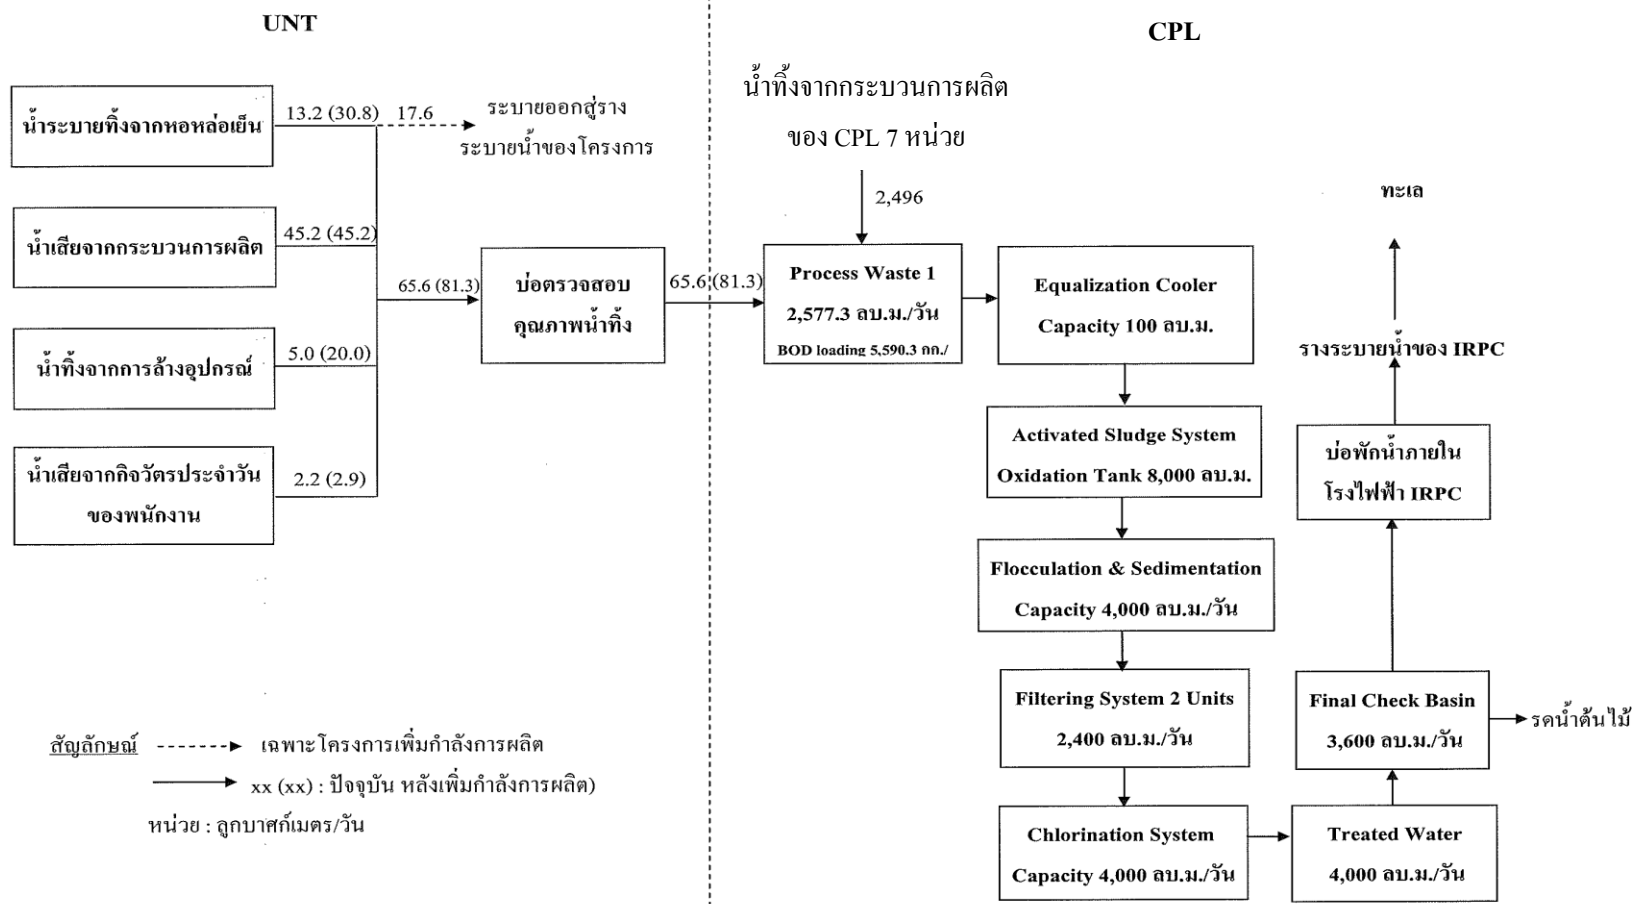 UNT
น้ำระบายทิ้งจากหอหล่อเย็น
13.2 (30.8)
17.6
ระบายออกสู่ราง
ระบายน้ำของโครงการ
น้ำเสียจากกระบวนการผลิต
45.2 (45.2)
65.6 (81.3)
บ่อตรวจสอบ
คุณภาพน้ำทิ้ง
65.6 (81.3)
น้ำทิ้งจากการล้างอุปกรณ์
5.0 (20.0)
น้ำเสียจากกิจวัตรประจำวัน
ของพนักงาน
2.2 (2.9)
สัญลักษณ์
เฉพาะโครงการเพิ่มกำลังการผลิต
xx (xx) : ปัจจุบัน หลังเพิ่มกำลังการผลิต)
หน่วย : ลูกบาศก์เมตร/วัน
CPL
น้ำทิ้งจากกระบวนการผลิต
ของ CPL 7 หน่วย
2,496
Process Waste 1
2,577.3 ลบ.ม./วัน
BOD loading 5,590.3 กก./
Equalization Cooler
Capacity 100 ลบ.ม.
Activated Sludge System
Oxidation Tank 8,000 ลบ.ม.
Flocculation & Sedimentation
Capacity 4,000 ลบ.ม./วัน
Filtering System 2 Units
2,400 ลบ.ม./วัน
Chlorination System
Capacity 4,000 ลบ.ม./วัน
Treated Water
4,000 ลบ.ม./วัน
Final Check Basin
3,600 ลบ.ม./วัน
รดน้ำต้นไม้
บ่อพักน้ำภายใน
โรงไฟฟ้า IRPC
รางระบายน้ำของ IRPC
ทะเล